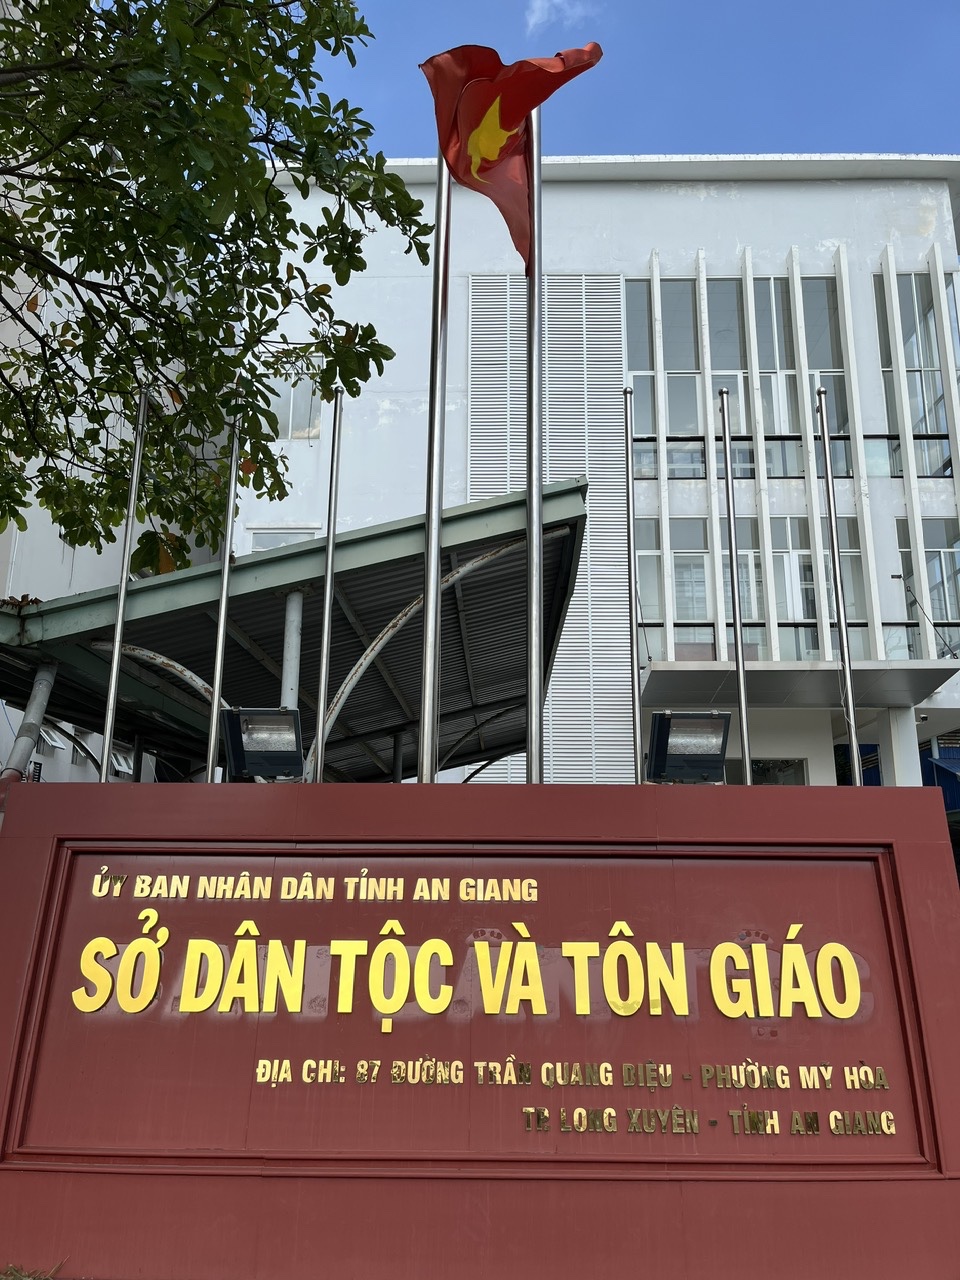 ỦY BAN NHÂN DÂN TỈNH AN GIANG
SỞ DÂN TỘC VÀ TÔN GIÁO
ĐỊA CHỈ: 87 ĐƯỜNG TRẦN QUANG DIỆU - PHƯỜNG MỸ HÒA
TP. LONG XUYÊN - TỈNH AN GIANG